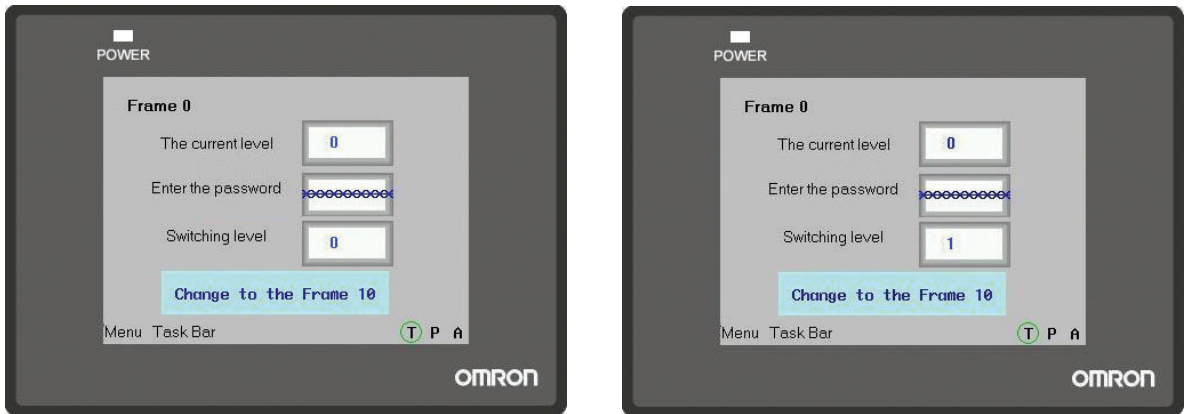 POWER
Frame 0
The current level 0
Enter the password
Switching level 0
Change to the Frame 10
Menu Task Bar T P A
OMRON
POWER
Frame 0
The current level 0
Enter the password
Switching level 1
Change to the Frame 10
Menu Task Bar T P A
OMRON